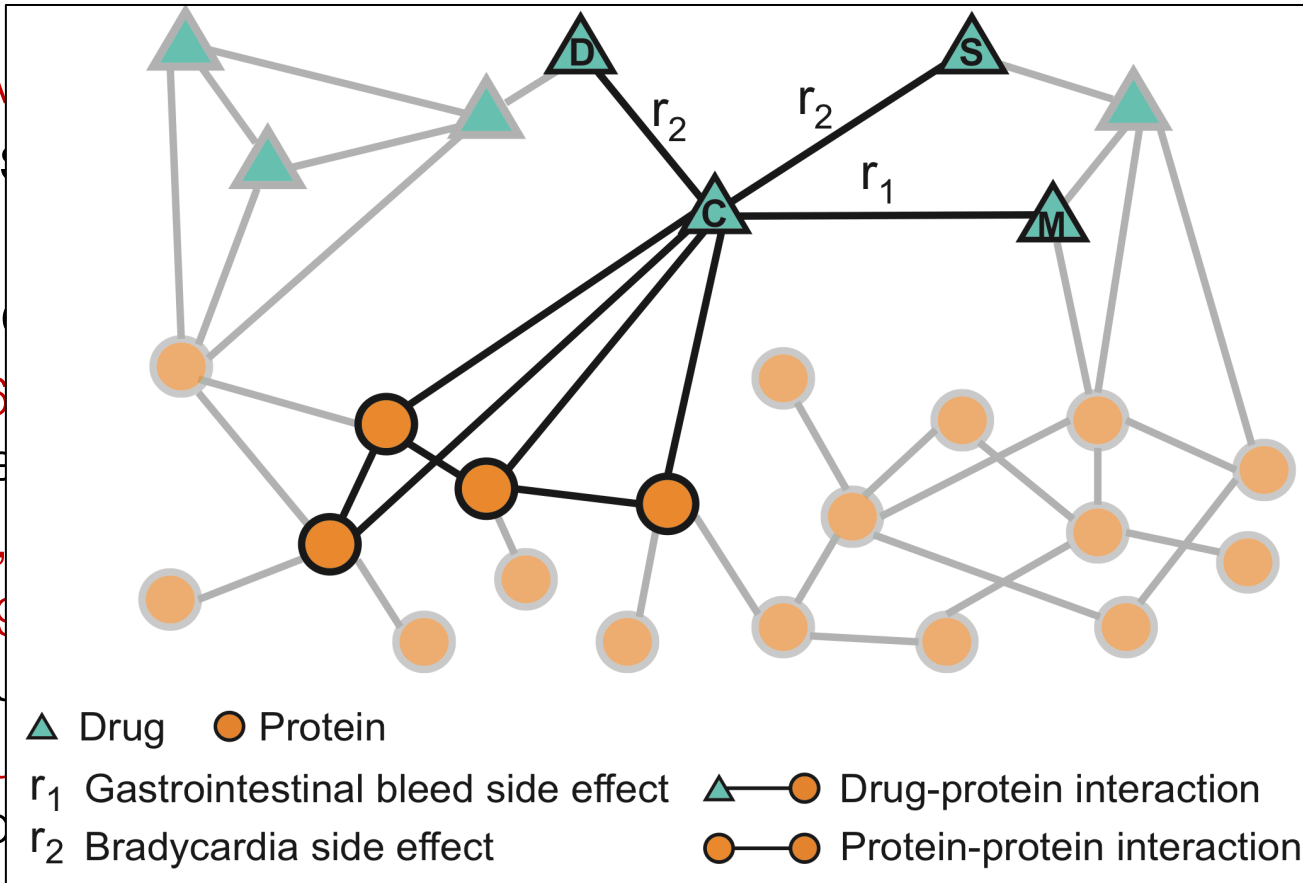 D
S
r2
r2
r1
C
M
Drug
Protein
r1 Gastrointestinal bleed side effect
Drug-protein interaction
r2 Bradycardia side effect
Protein-protein interaction